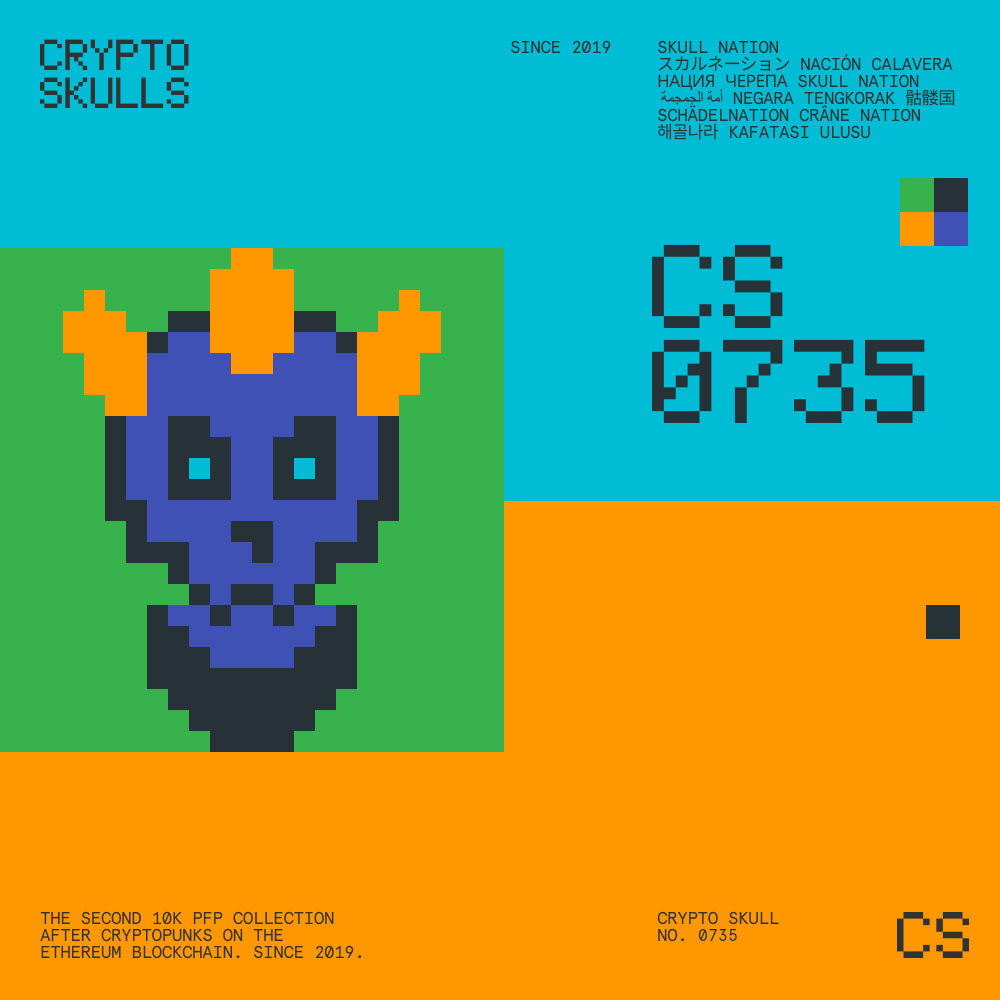 CRYPTO
SKULLS
SINCE 2019
SKULL NATION
スカルネーション NACIÓN CALAVERA
НАЦИЯ ЧЕРЕПА SKULL NATION
أمة الجمجمة NEGARA TENGKORAK 骷髅国
SCHÄDELNATION CRÂNE NATION
해골나라 KAFATASI ULUSU
CS
0735
THE SECOND 10K PFP COLLECTION
AFTER CRYPTOPUNKS ON THE
ETHEREUM BLOCKCHAIN. SINCE 2019.
CRYPTO SKULL
NO. 0735
CS